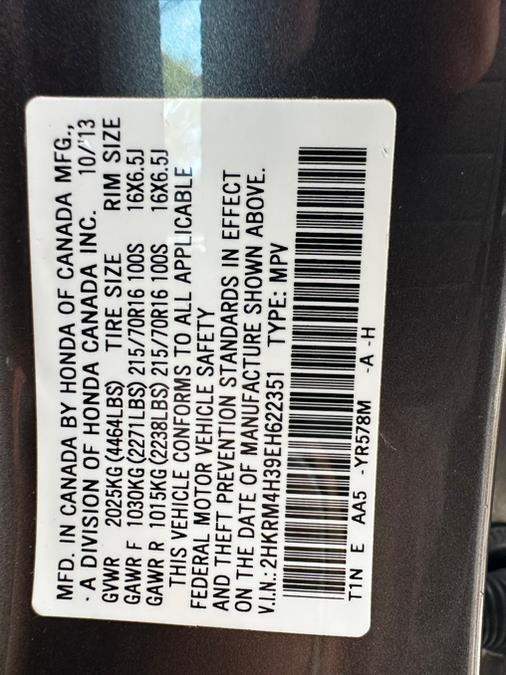 MFD. IN CANADA BY HONDA OF CANADA MFG.,
· A DIVISION OF HONDA CANADA INC. 10/'13
GVWR 2025KG (4464LBS) TIRE SIZE RIM SIZE
GAWR F 1030KG (2271LBS) 215/70R16 100S 16X6.5J
GAWR R 1015KG (2238LBS) 215/70R16 100S 16X6.5J
THIS VEHICLE CONFORMS TO ALL APPLICABLE
FEDERAL MOTOR VEHICLE SAFETY
AND THEFT PREVENTION STANDARDS IN EFFECT
ON THE DATE OF MANUFACTURE SHOWN ABOVE.
V.I.N.: 2HKRM4H39EH622351 TYPE: MPV
T1N E AA5 -YR578M -A -H